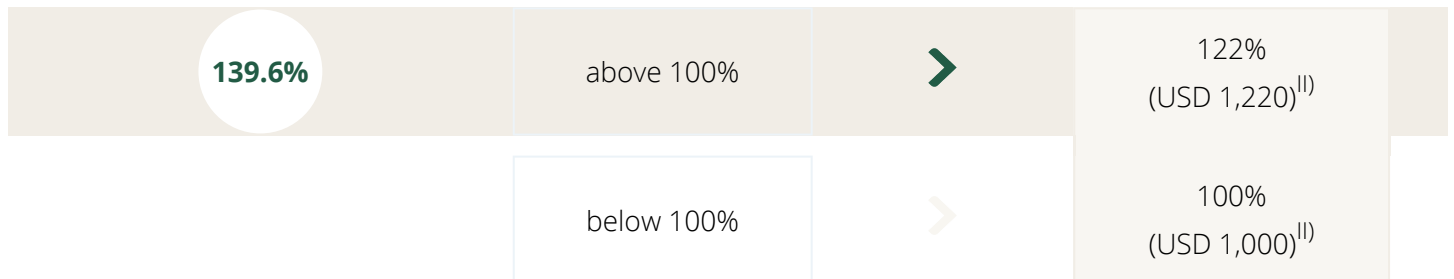 139.6%
above 100%
122%
(USD 1,220)II)
below 100%
100%
(USD 1,000)II)